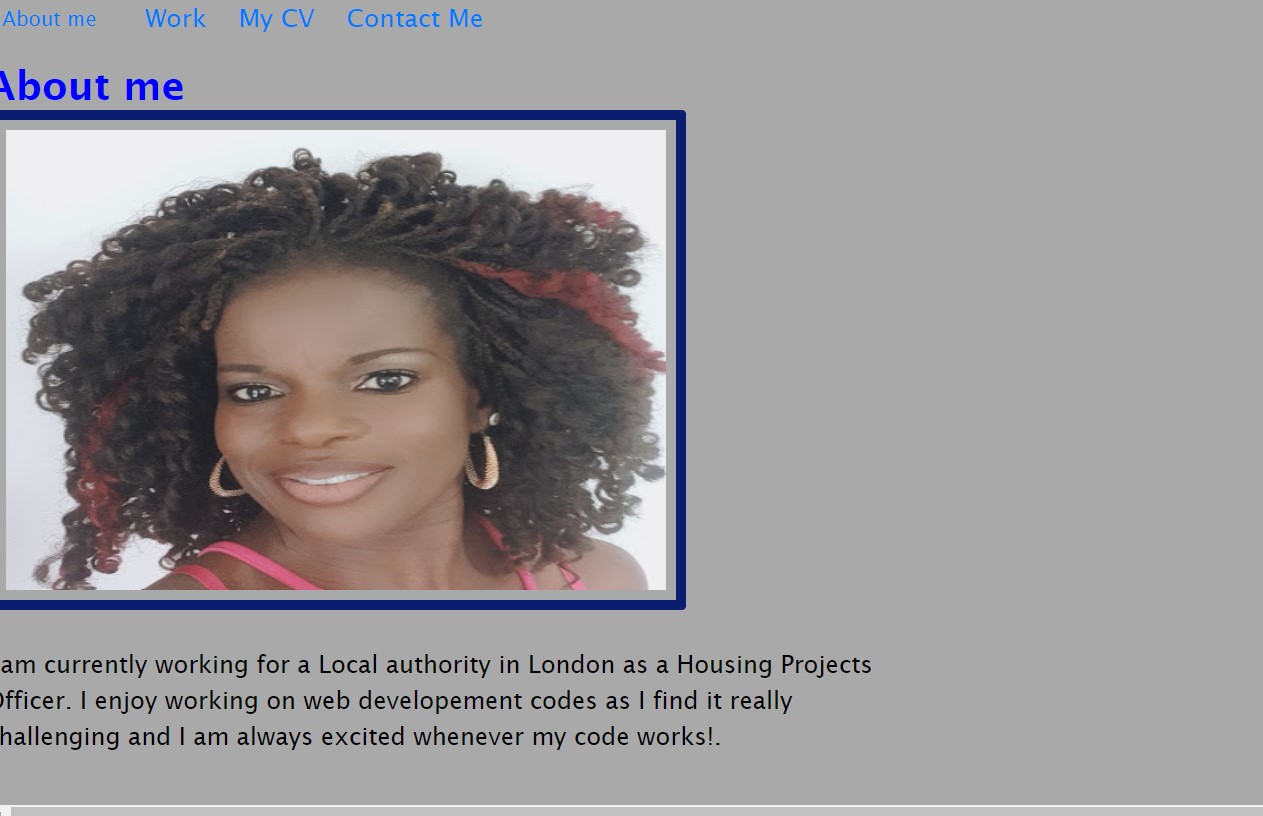 About me Work My CV Contact Me
About me
am currently working for a Local authority in London as a Housing Projects
Officer. I enjoy working on web developement codes as I find it really
hallenging and I am always excited whenever my code works!.